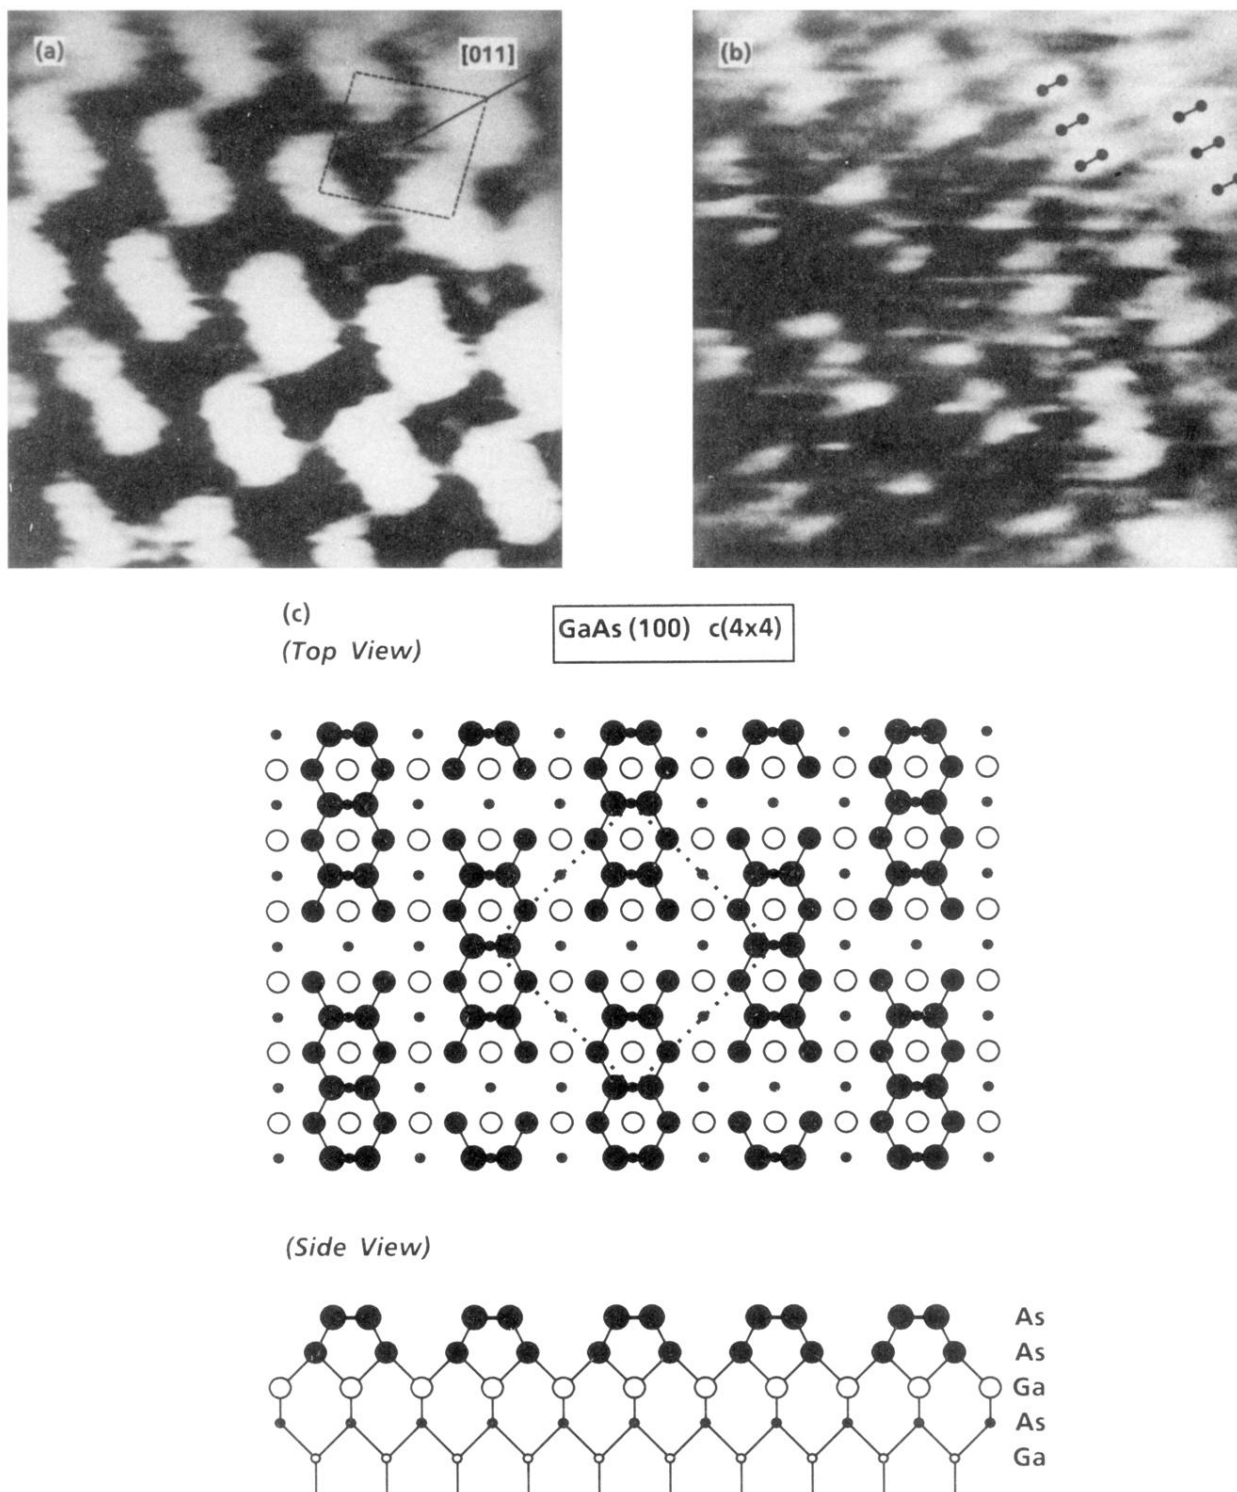 (a)
[011]
(b)
(c)
(Top View)
GaAs (100) c(4x4)
(Side View)
As
As
Ga
As
Ga